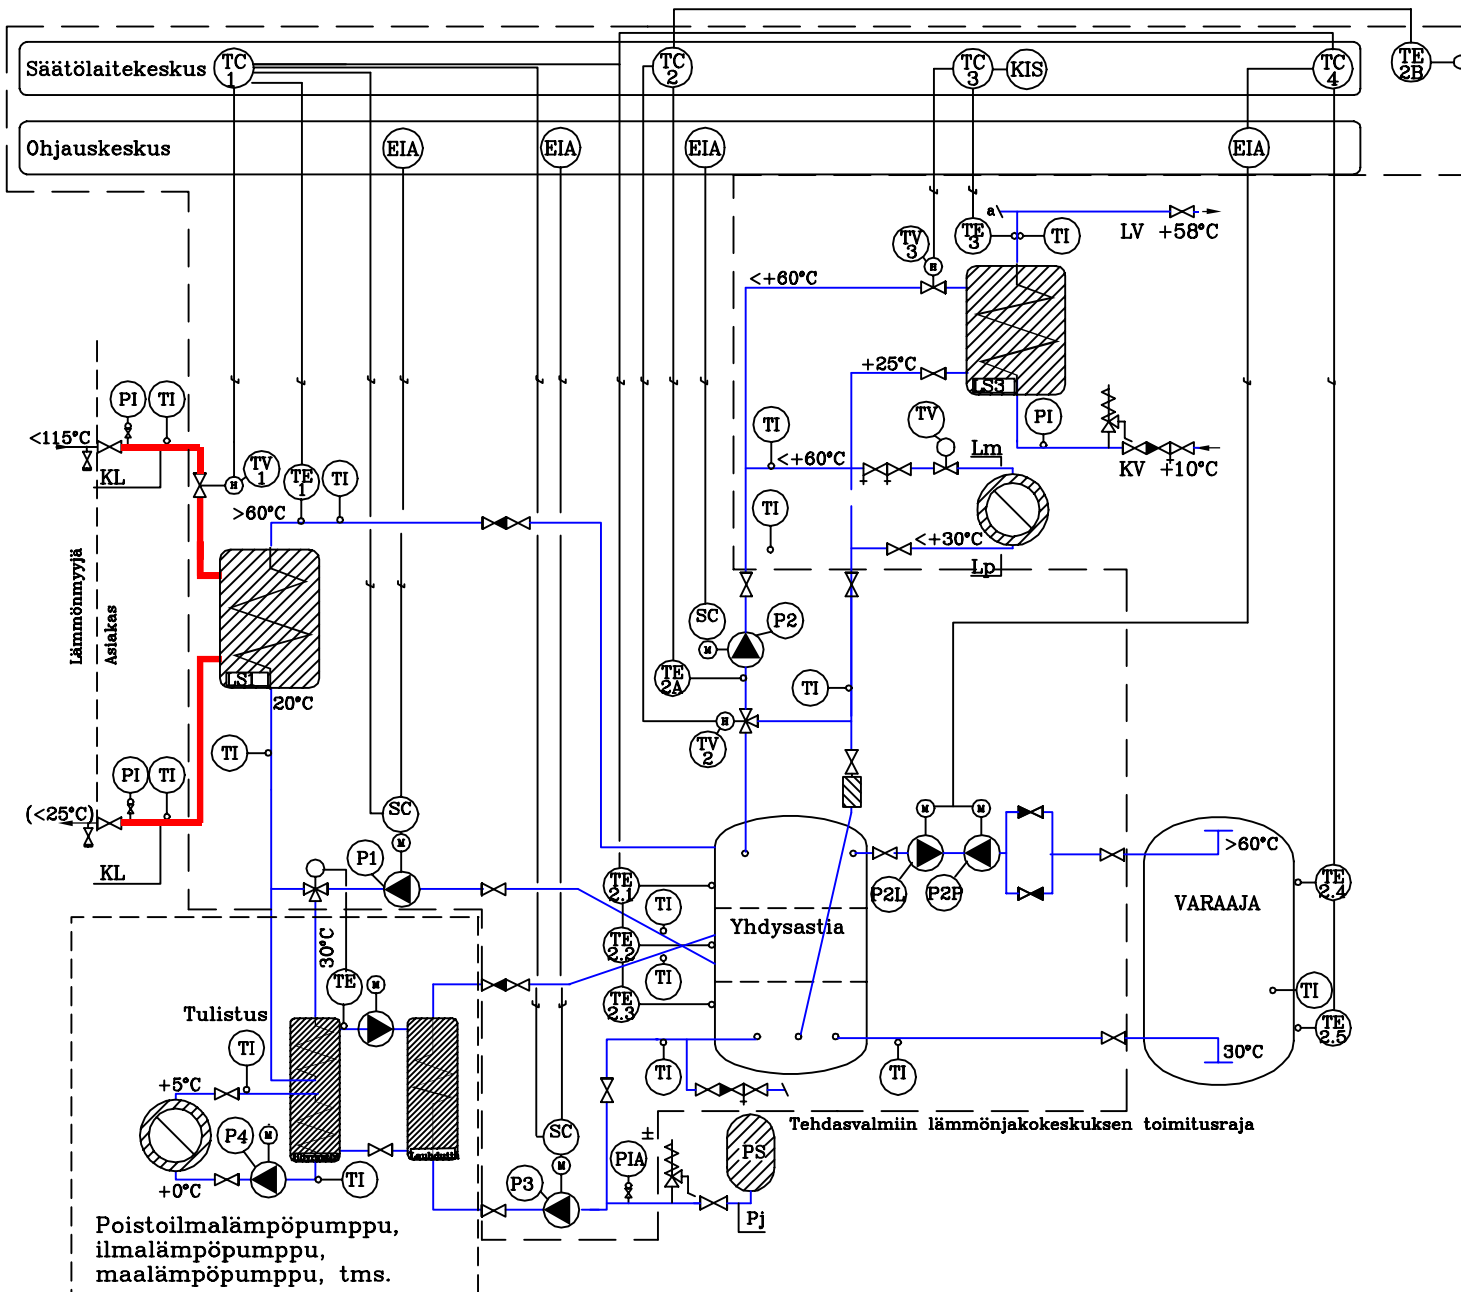 Säätölaitekeskus
TC 1
TC 2
TC 3
KIS
TC 4
TE 2B
Ohjauskeskus
EIA
EIA
EIA
EIA
a
TE 3
TI
LV +58°C
TV 3
H
<+60°C
+25°C
LS3
PI
TV
TI
<+60°C
Lm
KV +10°C
TI
<+30°C
Lp
PI
TI
<115°C
KL
H
TV 1
TE 1
TI
>60°C
Lämmönmyyjä
Asiakas
LS1
20°C
TI
PI
TI
(<25°C)
KL
SC
P2
M
TE 2A
TI
H
TV 2
SC
M
P1
M
M
P2L
P2P
>60°C
VARAAJA
TE 2.4
TI
TE 2.5
30°C
TE 2.1
TI
TE 2.2
TI
TE 2.3
Yhdysastia
TI
TI
30°C
TE
M
Tulistus
TI
+5°C
P4
M
+0°C
TI
Lauhdutin
SC
M
P3
PIA
±
PS
Pj
Tehdasvalmiin lämmönjakokeskuksen toimitusraja
Poistoilmalämpöpumppu,
ilmalämpöpumppu,
maalämpöpumppu, tms.